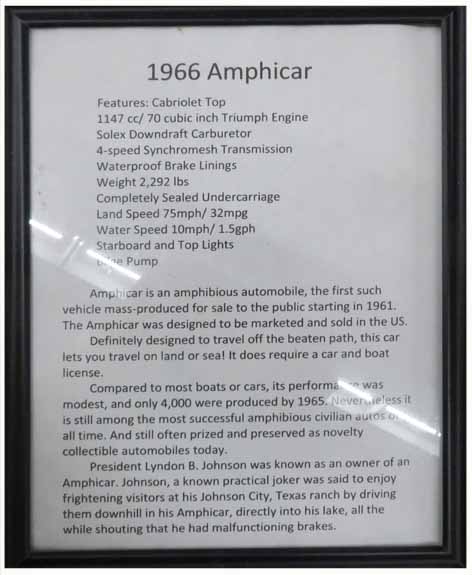 1966 Amphicar
Features: Cabriolet Top
1147 cc/ 70 cubic inch Triumph Engine
Solex Downdraft Carburetor
4-speed Synchromesh Transmission
Waterproof Brake Linings
Weight 2,292 lbs
Completely Sealed Undercarriage
Land Speed 75mph/ 32mpg
Water Speed 10mph/ 1.5gph
Starboard and Top Lights
Pump
Amphicar is an amphibious automobile, the first such
vehicle mass-produced for sale to the public starting in 1961.
The Amphicar was designed to be marketed and sold in the US.
Definitely designed to travel off the beaten path, this car
lets you travel on land or sea! It does require a car and boat
license.
Compared to most boats or cars, its performance was
modest, and only 4,000 were produced by 1965. Nevertheless it
is still among the most successful amphibious civilian autos of
all time. And still often prized and preserved as novelty
collectible automobiles today.
President Lyndon B. Johnson was known as an owner of an
Amphicar. Johnson, a known practical joker was said to enjoy
frightening visitors at his Johnson City, Texas ranch by driving
them downhill in his Amphicar, directly into his lake, all the
while shouting that he had malfunctioning brakes.